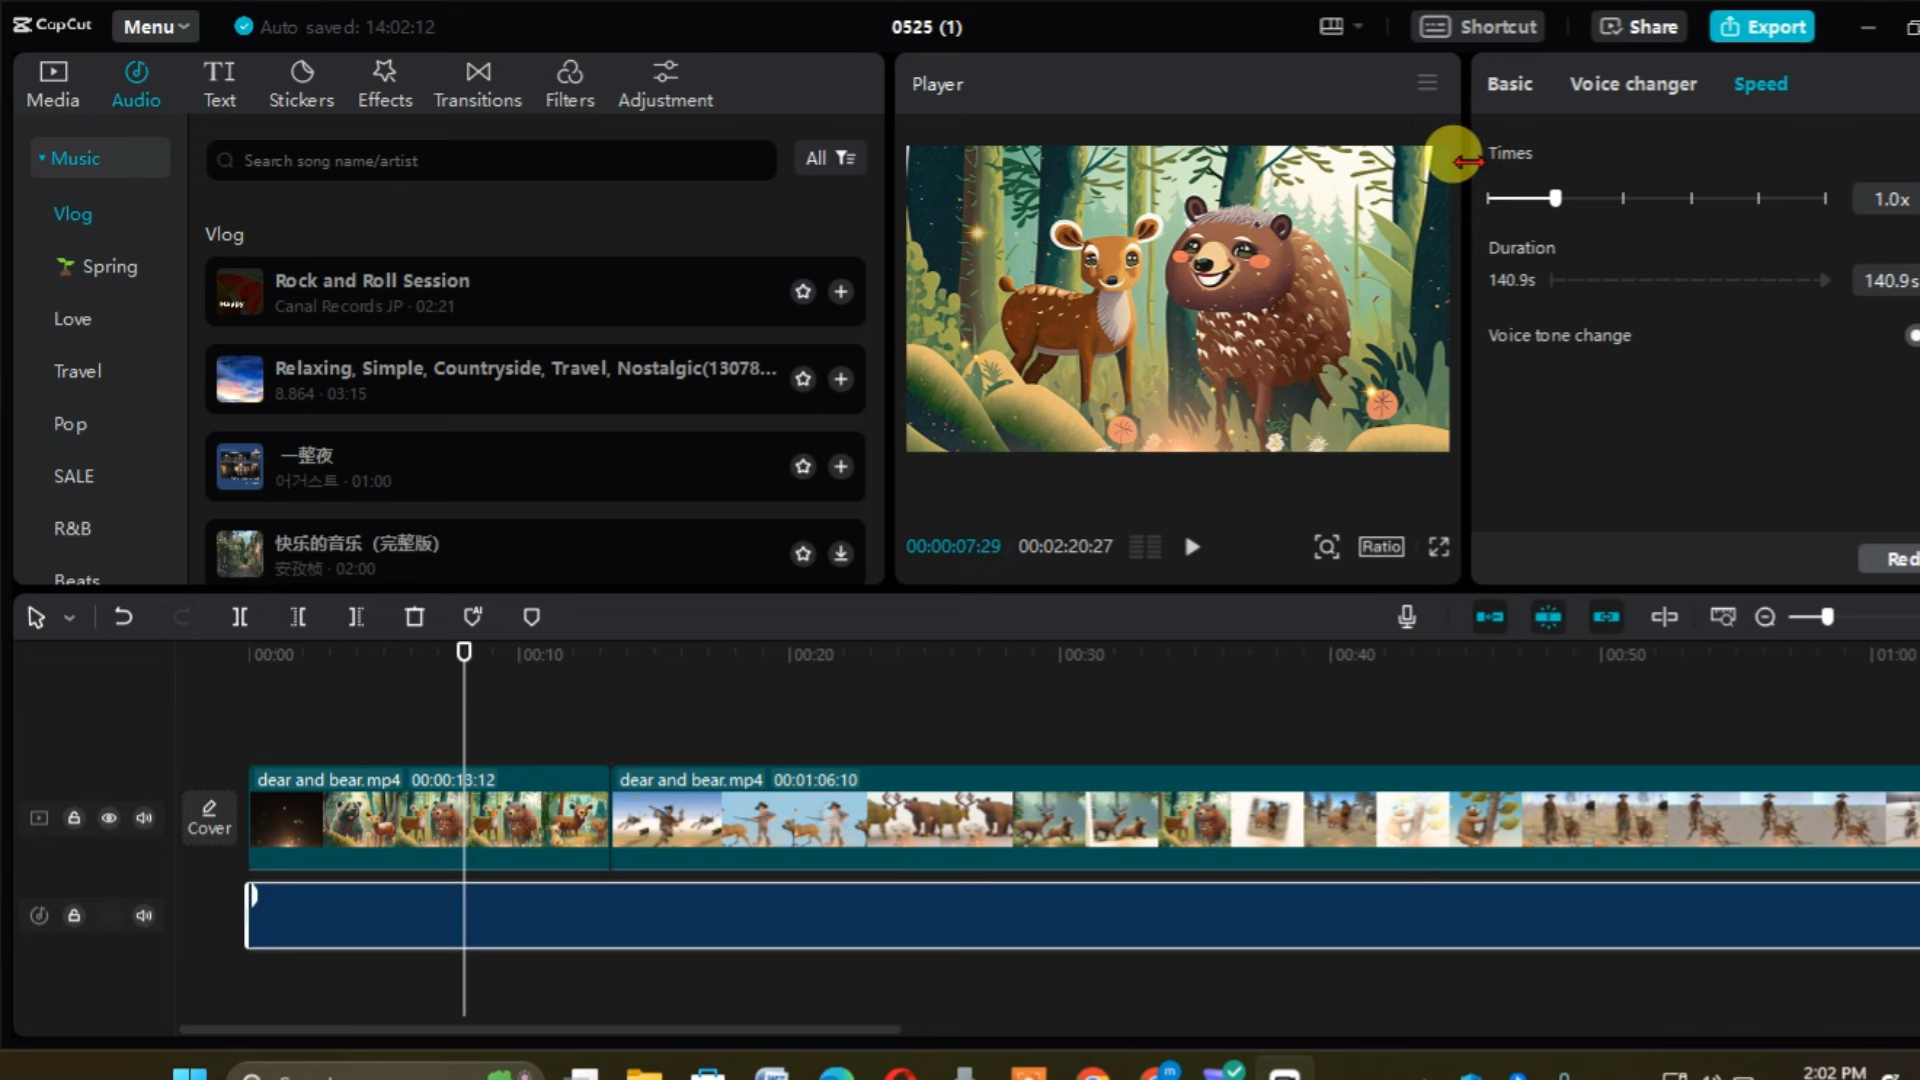 CapCut
Menu
Auto saved: 14:02:12
0525 (1)
Shortcut
Share
Export
Media
Audio
Text
Stickers
Effects
Transitions
Filters
Adjustment
Player
Basic
Voice changer
Speed
Music
Vlog
Spring
Love
Travel
Pop
SALE
R&B
Beats
Search song name/artist
All
Vlog
Rock and Roll Session
Canal Records JP · 02:21
Happy
Relaxing, Simple, Countryside, Travel, Nostalgic(13078...
8.864 · 03:15
一整夜
어거스트 · 01:00
快乐的音乐（完整版）
安孜桢 · 02:00
00:00:07:29
00:02:20:27
Ratio
Times
1.0x
Duration
140.9s
140.9s
Voice tone change
Red
00:00
00:10
00:20
00:30
00:40
00:50
01:00
Cover
dear and bear.mp4 00:00:13:12
dear and bear.mp4 00:01:06:10
2:02 PM